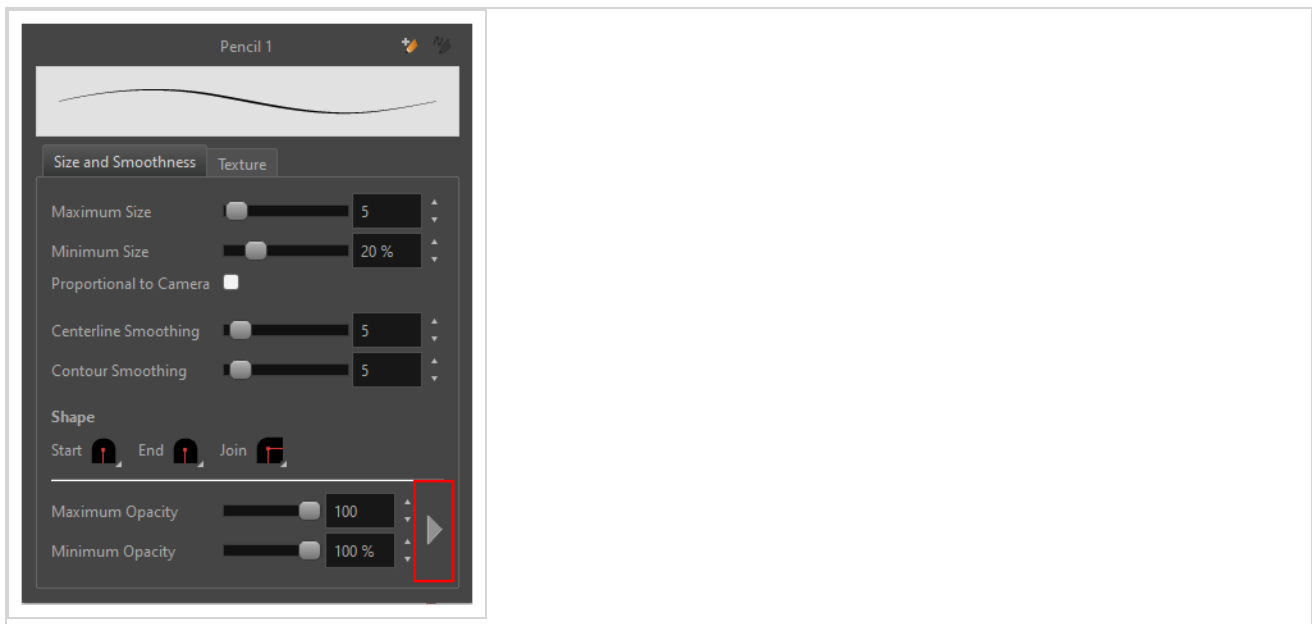 Pencil 1
Size and Smoothness Texture
Maximum Size 5
Minimum Size 20 %
Proportional to Camera
Centerline Smoothing 5
Contour Smoothing 5
Shape
Start End Join
Maximum Opacity 100
Minimum Opacity 100 %